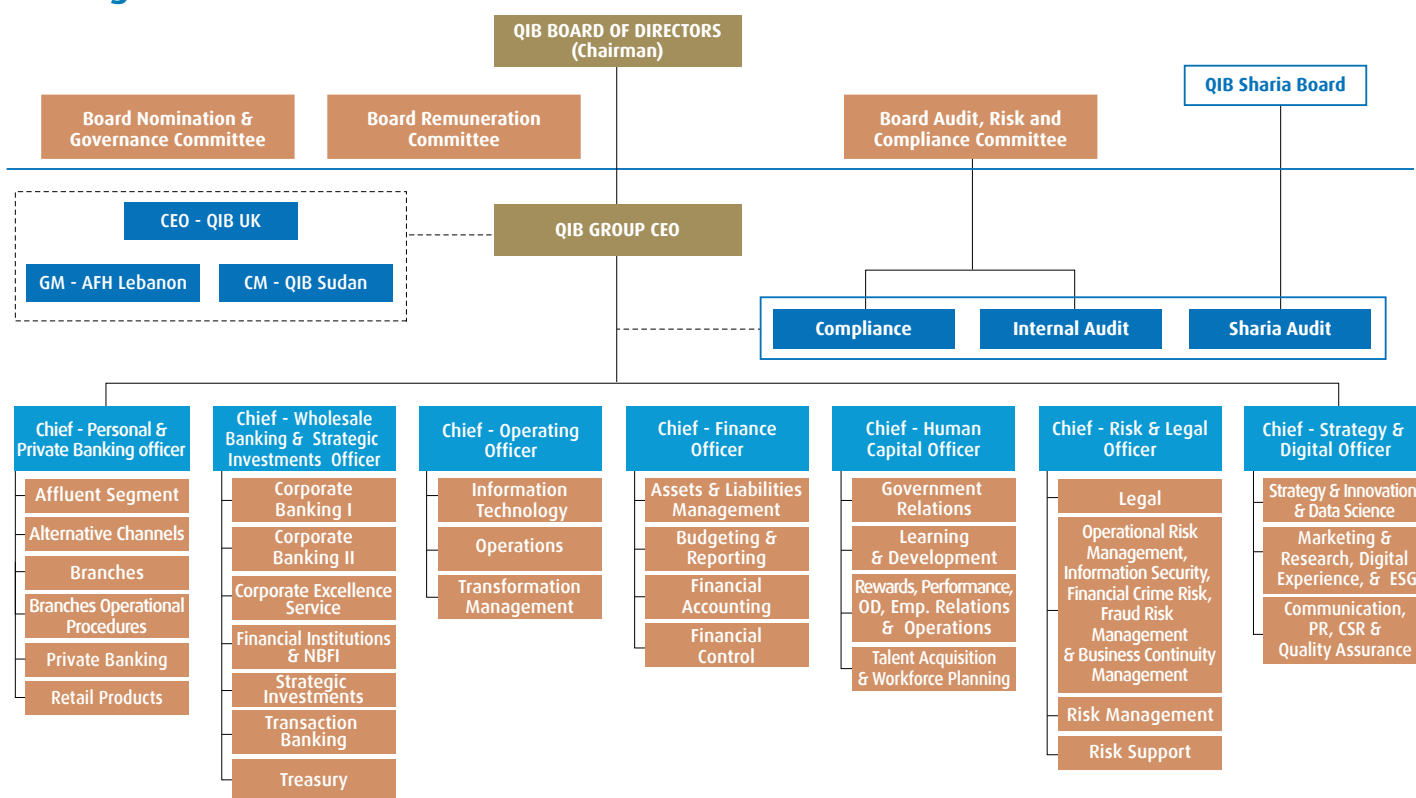 QIB BOARD OF DIRECTORS
(Chairman)
QIB Sharia Board
Board Nomination &
Governance Committee
Board Remuneration
Committee
Board Audit, Risk and
Compliance Committee
CEO - QIB UK
GM - AFH Lebanon
CM - QIB Sudan
QIB GROUP CEO
Compliance
Internal Audit
Sharia Audit
Chief - Personal &
Private Banking officer
Affluent Segment
Alternative Channels
Branches
Branches Operational
Procedures
Private Banking
Retail Products
Chief - Wholesale
Banking & Strategic
Investments Officer
Corporate
Banking I
Corporate
Banking II
Corporate Excellence
Service
Financial Institutions
& NBFI
Strategic
Investments
Transaction
Banking
Treasury
Chief - Operating
Officer
Information
Technology
Operations
Transformation
Management
Chief - Finance
Officer
Assets & Liabilities
Management
Budgeting &
Reporting
Financial
Accounting
Financial
Control
Chief - Human
Capital Officer
Government
Relations
Learning
& Development
Rewards, Performance,
OD, Emp. Relations
& Operations
Talent Acquisition
& Workforce Planning
Chief - Risk & Legal
Officer
Legal
Operational Risk
Management,
Information Security,
Financial Crime Risk,
Fraud Risk
Management
& Business Continuity
Management
Risk Management
Risk Support
Chief - Strategy &
Digital Officer
Strategy & Innovation
& Data Science
Marketing &
Research, Digital
Experience, & ESG
Communication,
PR, CSR &
Quality Assurance